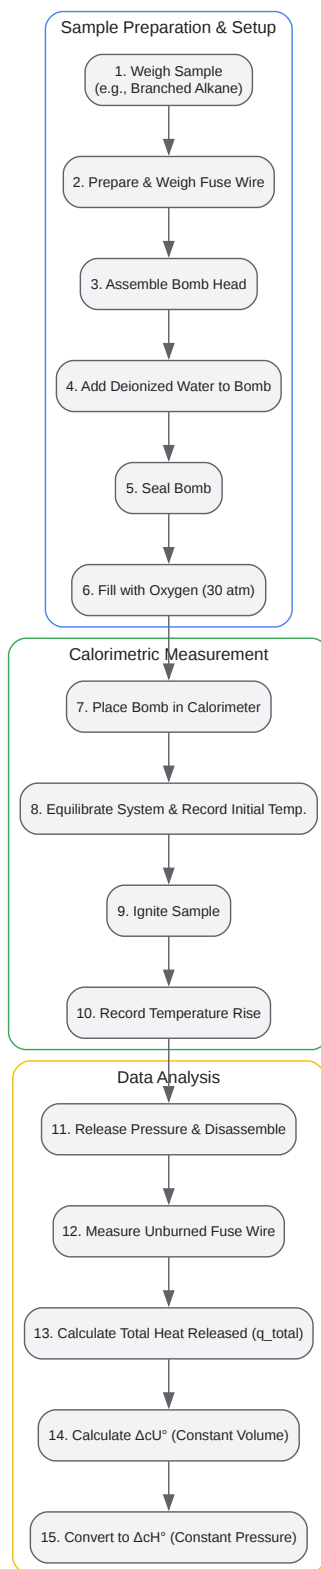 Sample Preparation & Setup
1. Weigh Sample
(e.g., Branched Alkane)
2. Prepare & Weigh Fuse Wire
3. Assemble Bomb Head
4. Add Deionized Water to Bomb
5. Seal Bomb
6. Fill with Oxygen (30 atm)
Calorimetric Measurement
7. Place Bomb in Calorimeter
8. Equilibrate System & Record Initial Temp.
9. Ignite Sample
10. Record Temperature Rise
Data Analysis
11. Release Pressure & Disassemble
12. Measure Unburned Fuse Wire
13. Calculate Total Heat Released (q_total)
14. Calculate ΔcU° (Constant Volume)
15. Convert to ΔcH° (Constant Pressure)